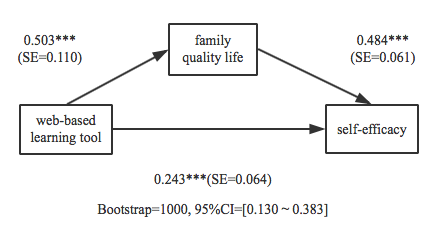 0.503***
(SE=0.110)
family
quality life
0.484***
(SE=0.061)
web-based
learning tool
self-efficacy
0.243***(SE=0.064)
Bootstrap=1000, 95%CI=[0.130 ~ 0.383]